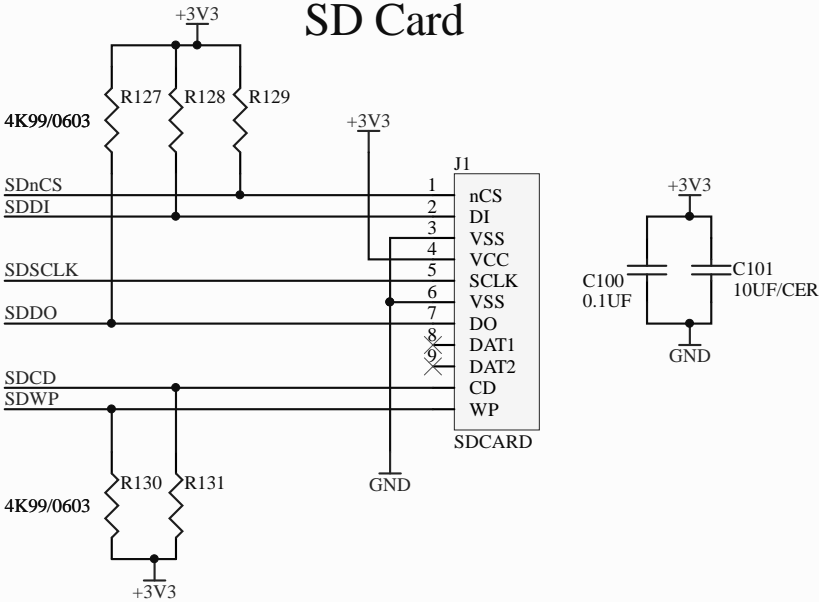 SD Card
+3V3
R127
R128
R129
4K99/0603
+3V3
J1
SDnCS
1
nCS
SDDI
2
DI
3
VSS
4
VCC
SDSCLK
5
SCLK
6
VSS
SDDO
7
DO
8
DAT1
9
DAT2
SDCD
CD
SDWP
WP
SDCARD
+3V3
C100
0.1UF
C101
10UF/CER
GND
R130
R131
4K99/0603
GND
+3V3